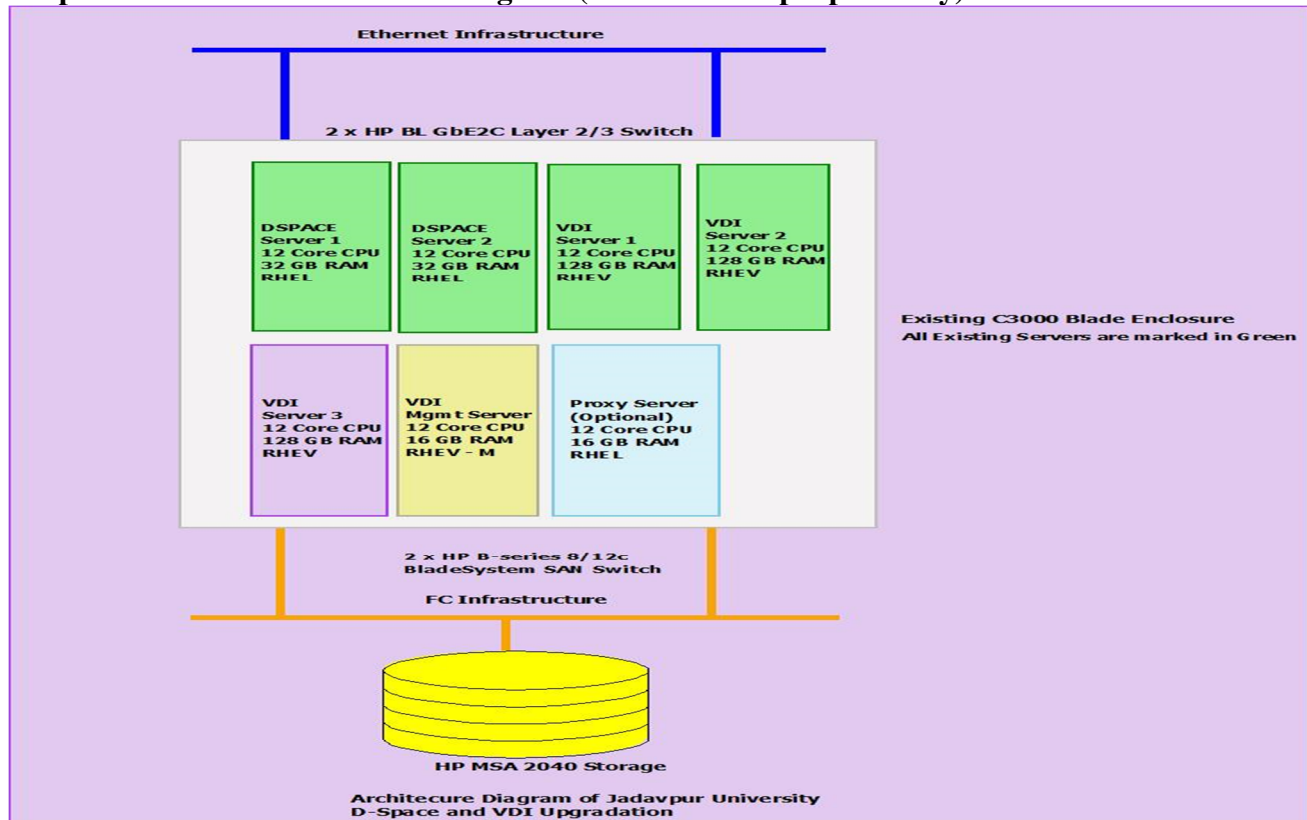 Ethernet Infrastructure
2 x HP BL GbE2C Layer 2/3 Switch
DSPACE
Server 1
12 Core CPU
32 GB RAM
RHEL
DSPACE
Server 2
12 Core CPU
32 GB RAM
RHEL
VDI
Server 1
12 Core CPU
128 GB RAM
RHEV
VDI
Server 2
12 Core CPU
128 GB RAM
RHEV
Existing C3000 Blade Enclosure
All Existing Servers are marked in Green
VDI
Server 3
12 Core CPU
128 GB RAM
RHEV
VDI
Mgmt Server
12 Core CPU
16 GB RAM
RHEV - M
Proxy Server
(Optional)
12 Core CPU
16 GB RAM
RHEL
2 x HP B-series 8/12c
BladeSystem SAN Switch
FC Infrastructure
HP MSA 2040 Storage
Architecure Diagram of Jadavpur University
D-Space and VDI Upgradation